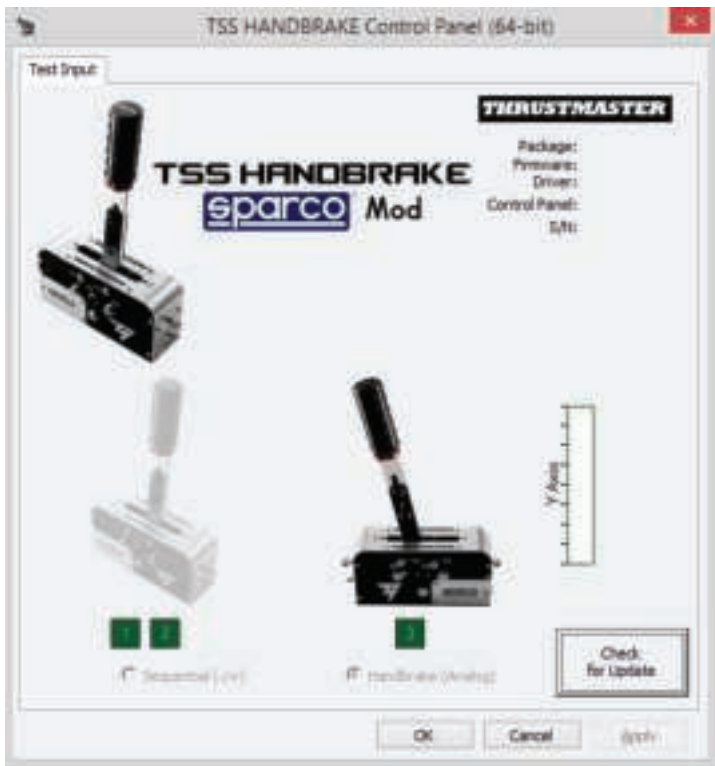 TSS HANDBRAKE Control Panel (64-bit)
Test Input
THRUSTMASTER
Package:
Firmware:
Driver:
Control Panel:
S/N:
TSS HANDBRAKE
sparco Mod
Y Axis
1 2
3
Sequential (-/+)
Handbrake (Analog)
Check
for Update
OK Cancel Apply